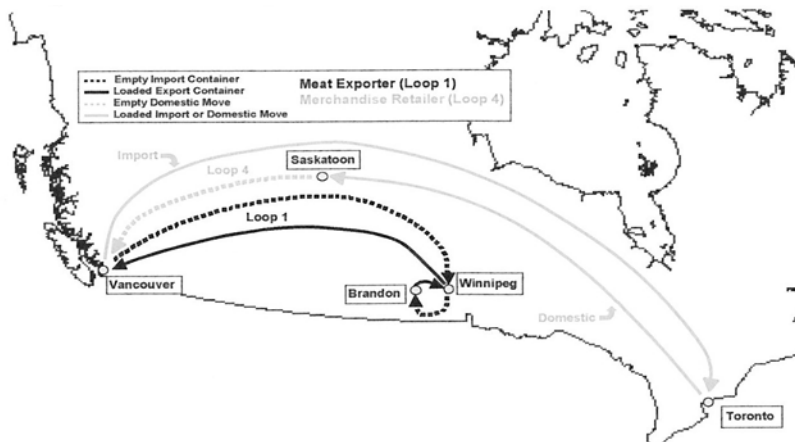 Empty Import Container
Loaded Export Container
Empty Domestic Move
Loaded Import or Domestic Move
Meat Exporter (Loop 1)
Merchandise Retailer (Loop 4)
Import
Saskatoon
Loop 4
Loop 1
Vancouver
Brandon
Winnipeg
Domestic
Toronto